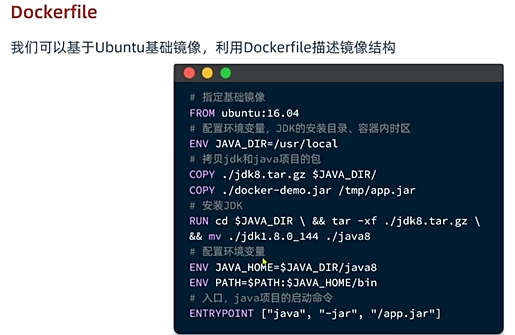 Dockerfile
我们可以基于Ubuntu基础镜像，利用Dockerfile描述镜像结构
# 指定基础镜像
FROM ubuntu:16.04
# 配置环境变量，JDK的安装目录、容器内时区
ENV JAVA_DIR=/usr/local
# 拷贝jdk和java项目的包
COPY ./jdk8.tar.gz $JAVA_DIR/
COPY ./docker-demo.jar /tmp/app.jar
# 安装JDK
RUN cd $JAVA_DIR \ && tar -xf ./jdk8.tar.gz \
&& mv ./jdk1.8.0_144 ./java8
# 配置环境变量
ENV JAVA_HOME=$JAVA_DIR/java8
ENV PATH=$PATH:$JAVA_HOME/bin
# 入口，java项目的启动命令
ENTRYPOINT ["java", "-jar", "/app.jar"]